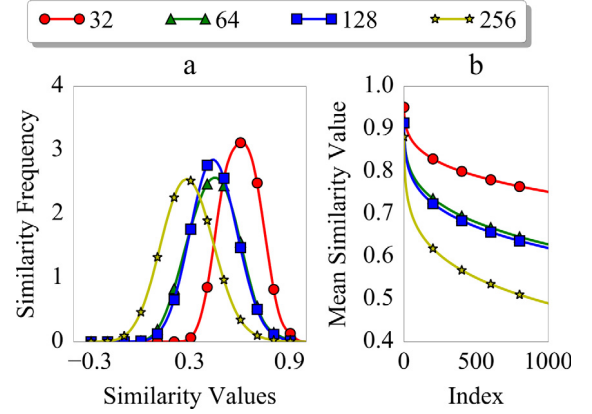 32 64 128 256
a
Similarity Frequency
4
3
2
1
0
−0.3 0.3 0.9
Similarity Values
b
Mean Similarity Value
1.0
0.9
0.8
0.7
0.6
0.5
0.4
0 500 1000
Index